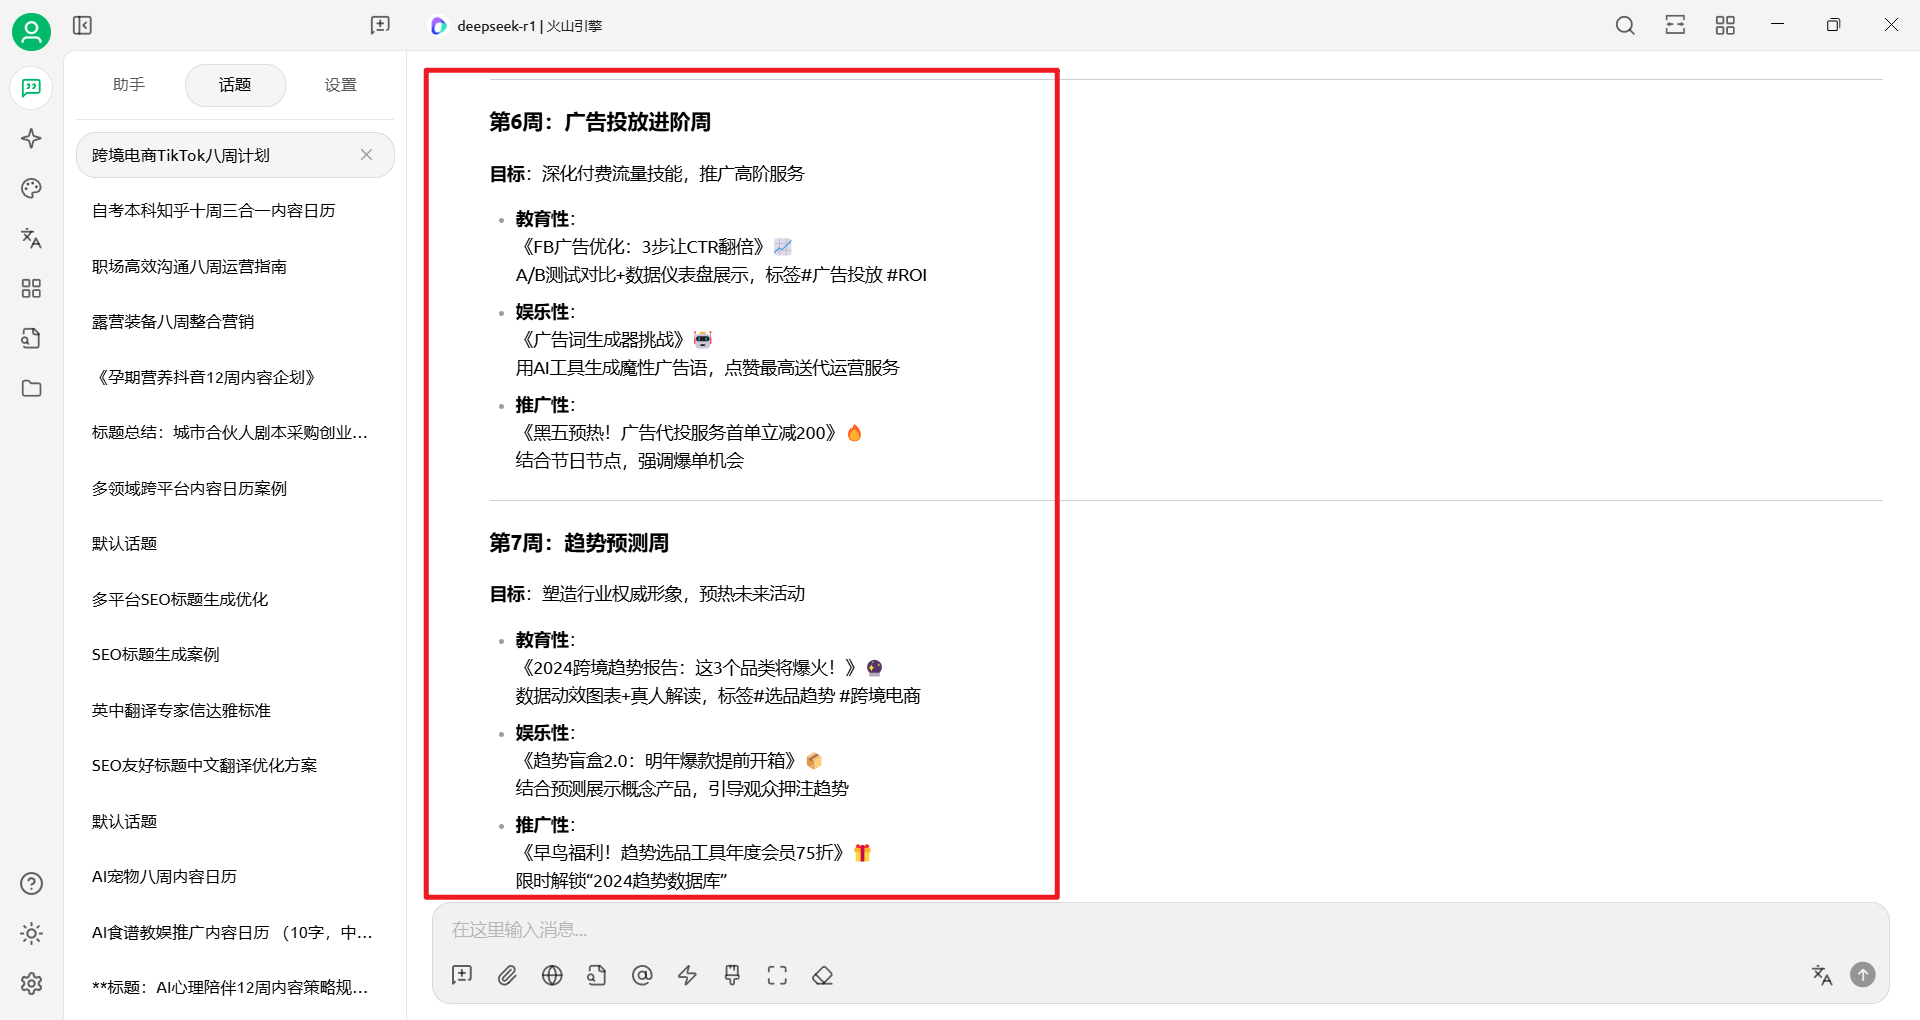 deepseek-r1 | 火山引擎
助手
话题
设置
跨境电商TikTok八周计划
自考本科知乎十周三合一内容日历
职场高效沟通八周运营指南
露营装备八周整合营销
《孕期营养抖音12周内容企划》
标题总结：城市合伙人剧本采购创业...
多领域跨平台内容日历案例
默认话题
多平台SEO标题生成优化
SEO标题生成案例
英中翻译专家信达雅标准
SEO友好标题中文翻译优化方案
默认话题
AI宠物八周内容日历
AI食谱教娱推广内容日历 （10字，中...
**标题：AI心理陪伴12周内容策略规...
第6周：广告投放进阶周
目标：深化付费流量技能，推广高阶服务
教育性：
《FB广告优化：3步让CTR翻倍》📈
A/B测试对比+数据仪表盘展示，标签#广告投放 #ROI
娱乐性：
《广告词生成器挑战》🤖
用AI工具生成魔性广告语，点赞最高送代运营服务
推广性：
《黑五预热！广告代投服务首单立减200》🔥
结合节日节点，强调爆单机会
第7周：趋势预测周
目标：塑造行业权威形象，预热未来活动
教育性：
《2024跨境趋势报告：这3个品类将爆火！》🔮
数据动效图表+真人解读，标签#选品趋势 #跨境电商
娱乐性：
《趋势盲盒2.0：明年爆款提前开箱》📦
结合预测展示概念产品，引导观众押注趋势
推广性：
《早鸟福利！趋势选品工具年度会员75折》🎁
限时解锁“2024趋势数据库”
在这里输入消息...